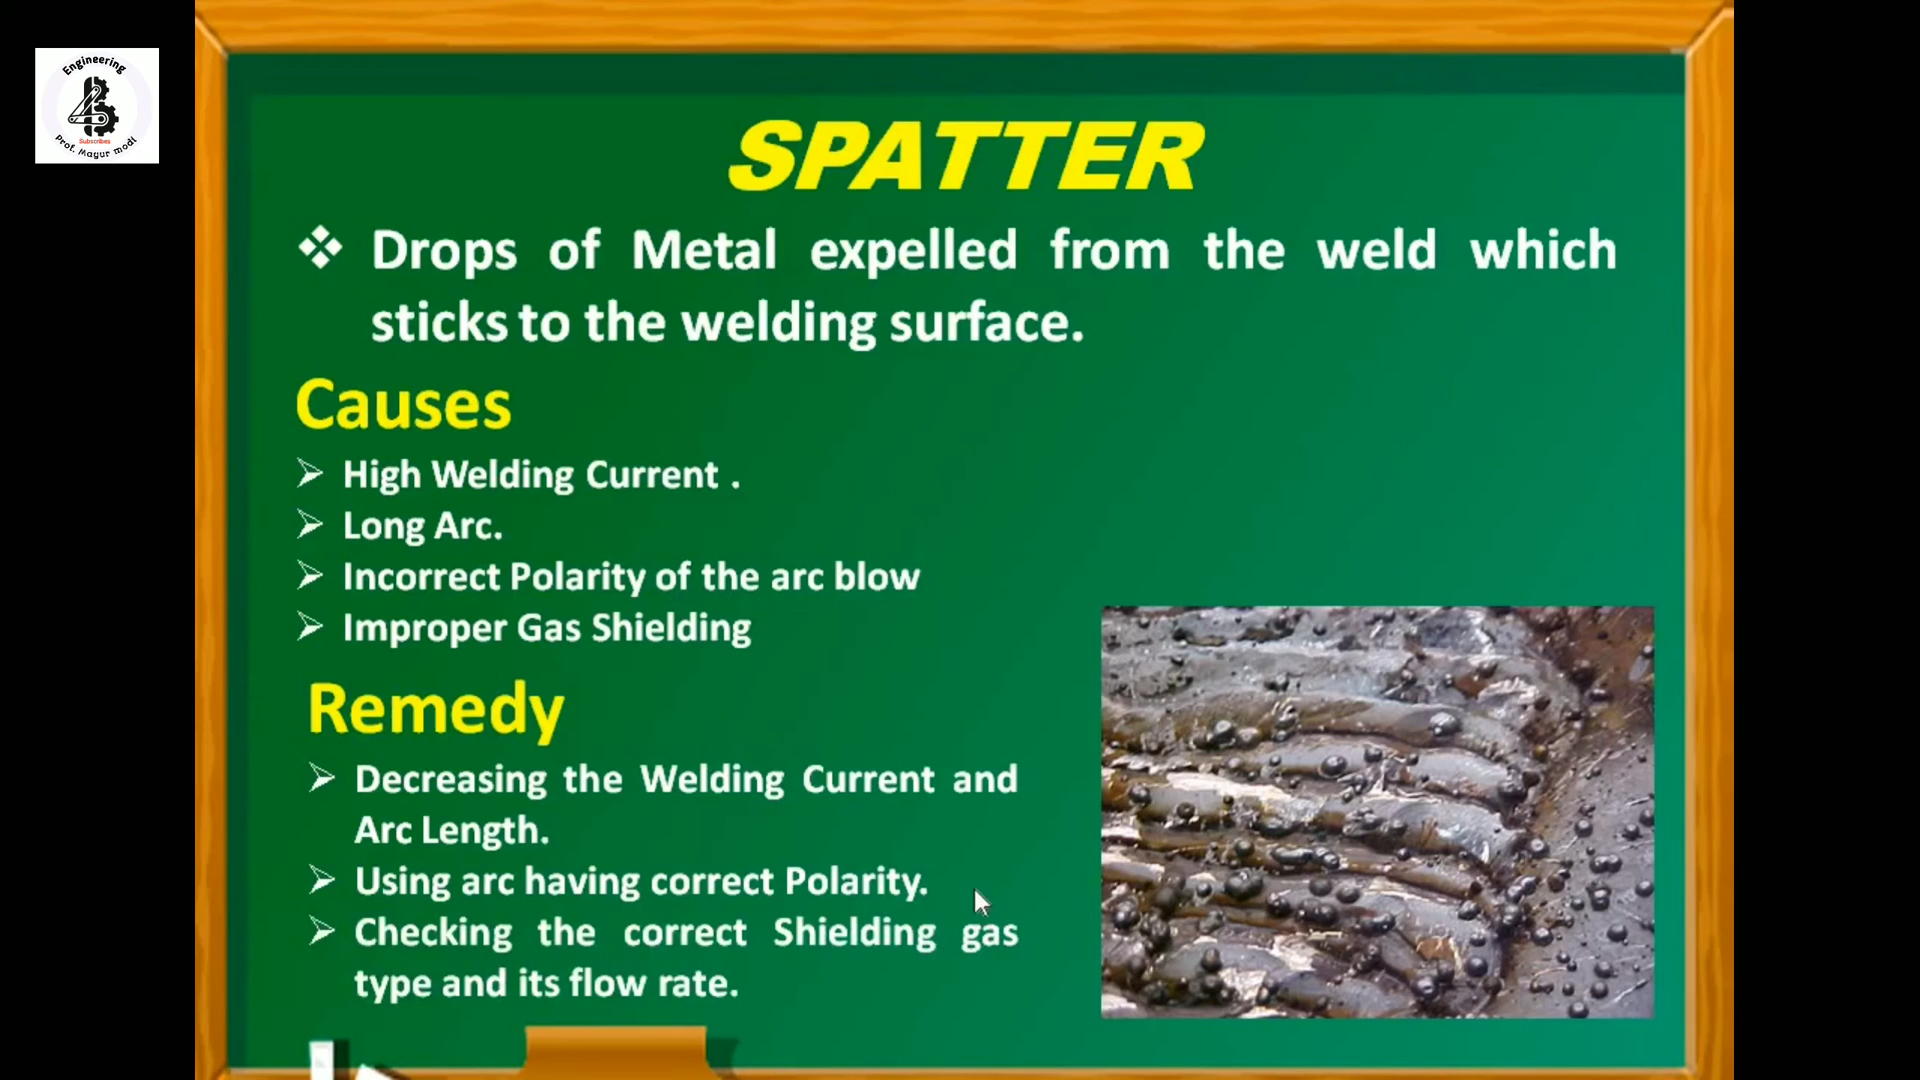 Engineering
Subscribes
Prof. Mayur modi
SPATTER
❖ Drops of Metal expelled from the weld which
sticks to the welding surface.
Causes
➢ High Welding Current .
➢ Long Arc.
➢ Incorrect Polarity of the arc blow
➢ Improper Gas Shielding
Remedy
➢ Decreasing the Welding Current and
Arc Length.
➢ Using arc having correct Polarity.
➢ Checking the correct Shielding gas
type and its flow rate.